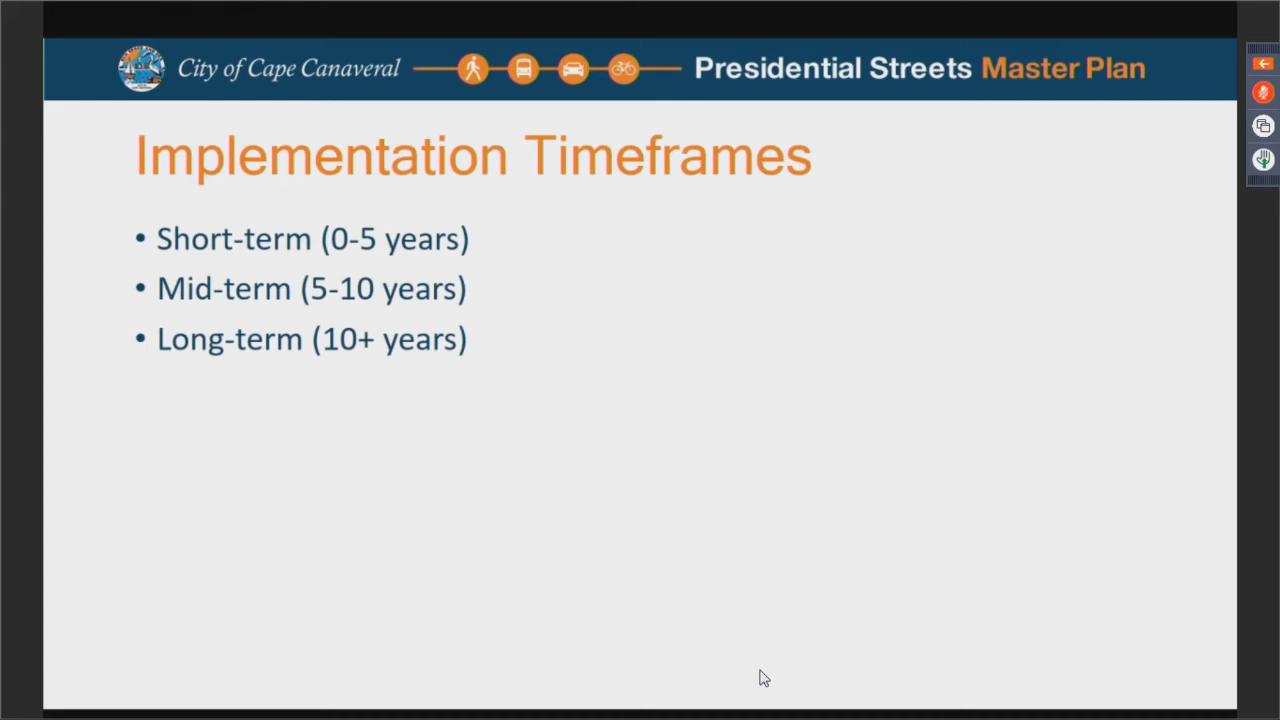 City of Cape Canaveral
Presidential Streets Master Plan
Implementation Timeframes
• Short-term (0-5 years)
• Mid-term (5-10 years)
• Long-term (10+ years)